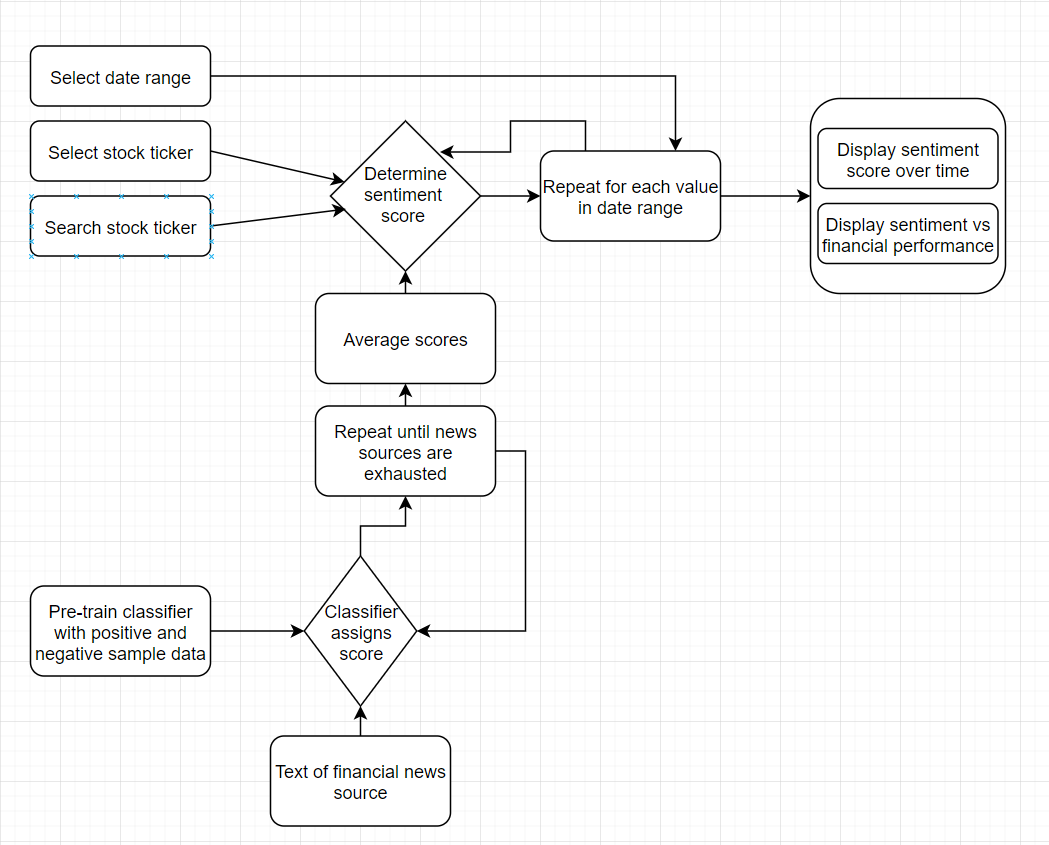 Select date range
Select stock ticker
Search stock ticker
Determine
sentiment
score
Repeat for each value
in date range
Display sentiment
score over time
Display sentiment vs
financial performance
Average scores
Repeat until news
sources are
exhausted
Pre-train classifier
with positive and
negative sample data
Classifier
assigns
score
Text of financial news
source